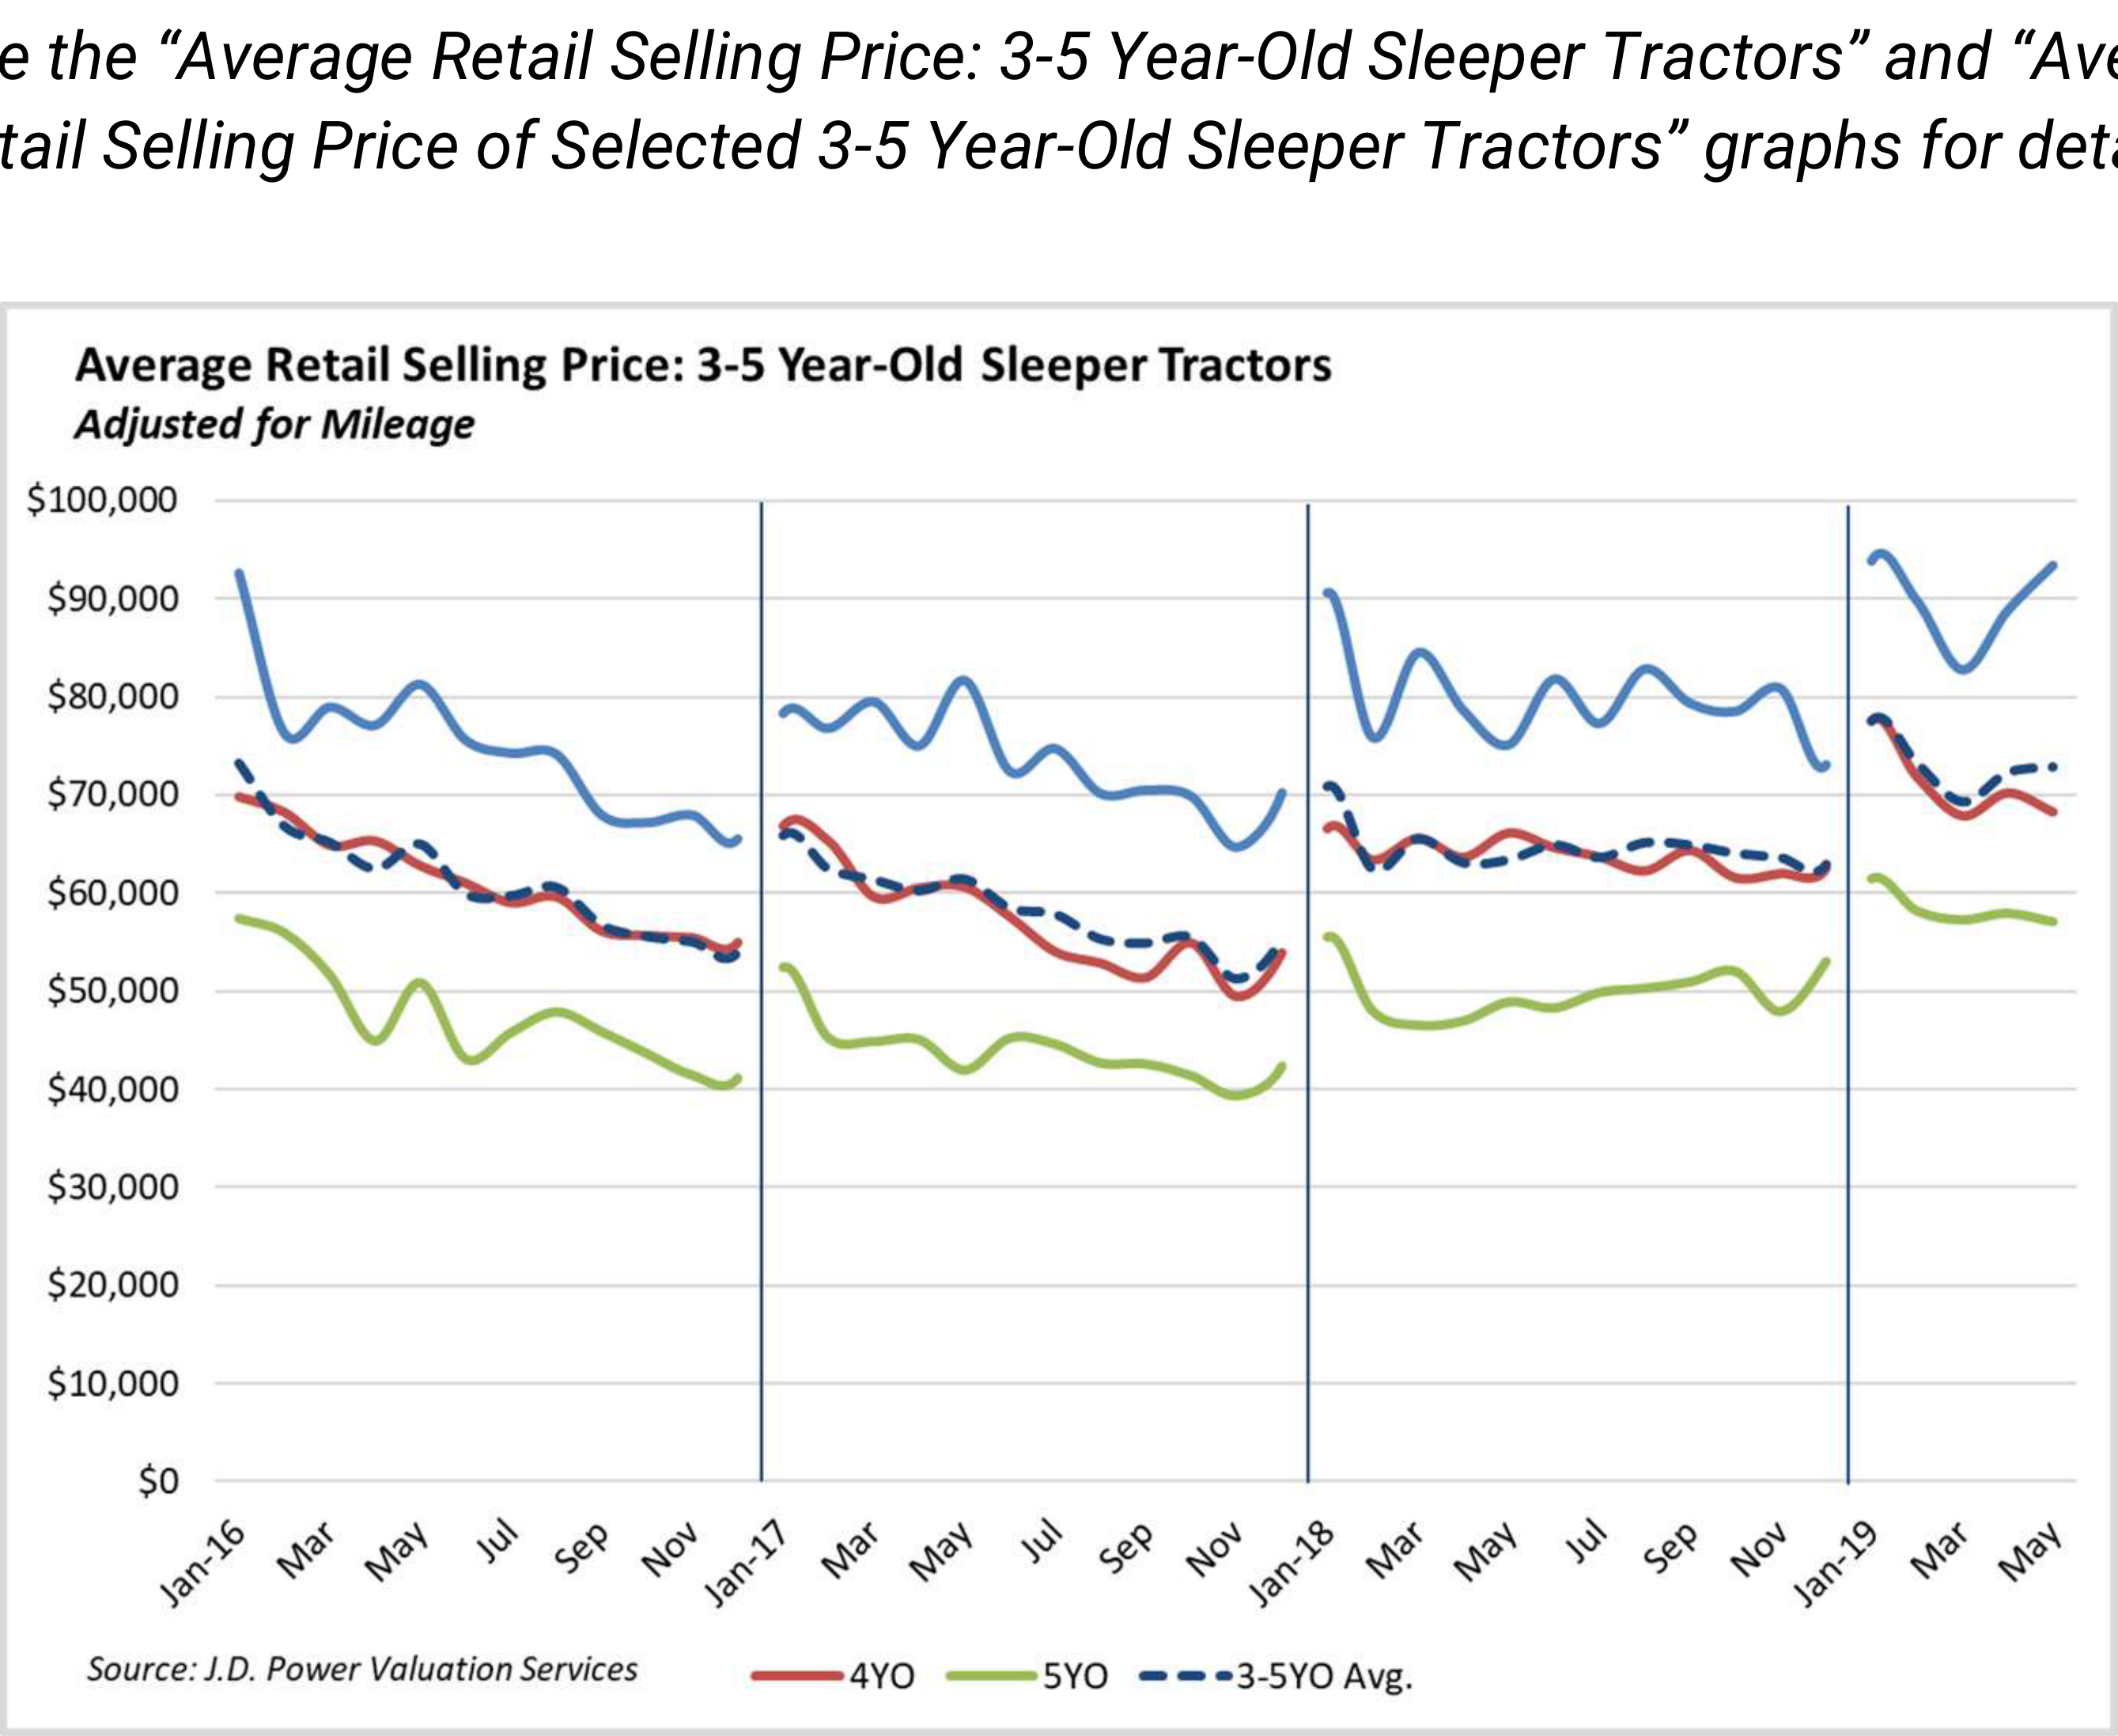 e the “Average Retail Selling Price: 3-5 Year-Old Sleeper Tractors” and “Ave
tail Selling Price of Selected 3-5 Year-Old Sleeper Tractors” graphs for deta
Average Retail Selling Price: 3-5 Year-Old Sleeper Tractors
Adjusted for Mileage
$100,000
$90,000
$80,000
$70,000
$60,000
$50,000
$40,000
$30,000
$20,000
$10,000
$0
Jan-16 Mar May Jul Sep Nov Jan-17 Mar May Jul Sep Nov Jan-18 Mar May Jul Sep Nov Jan-19 Mar May
Source: J.D. Power Valuation Services 4YO 5YO 3-5YO Avg.